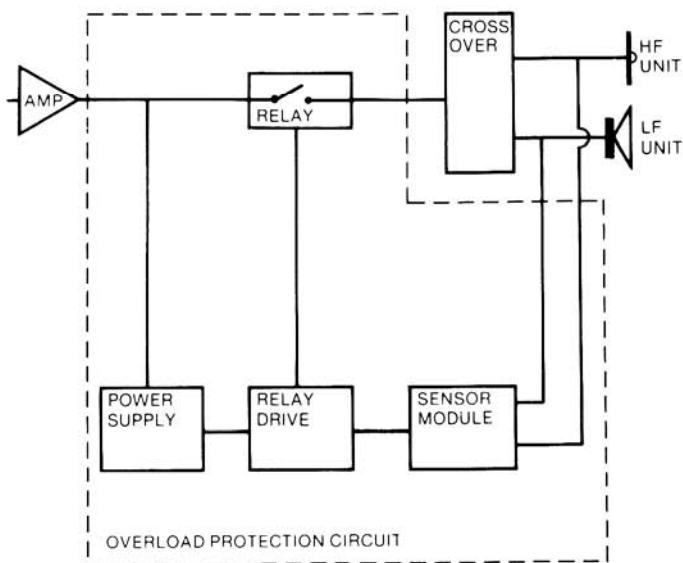 CROSS
OVER
HF
UNIT
AMP
RELAY
LF
UNIT
POWER
SUPPLY
RELAY
DRIVE
SENSOR
MODULE
OVERLOAD PROTECTION CIRCUIT